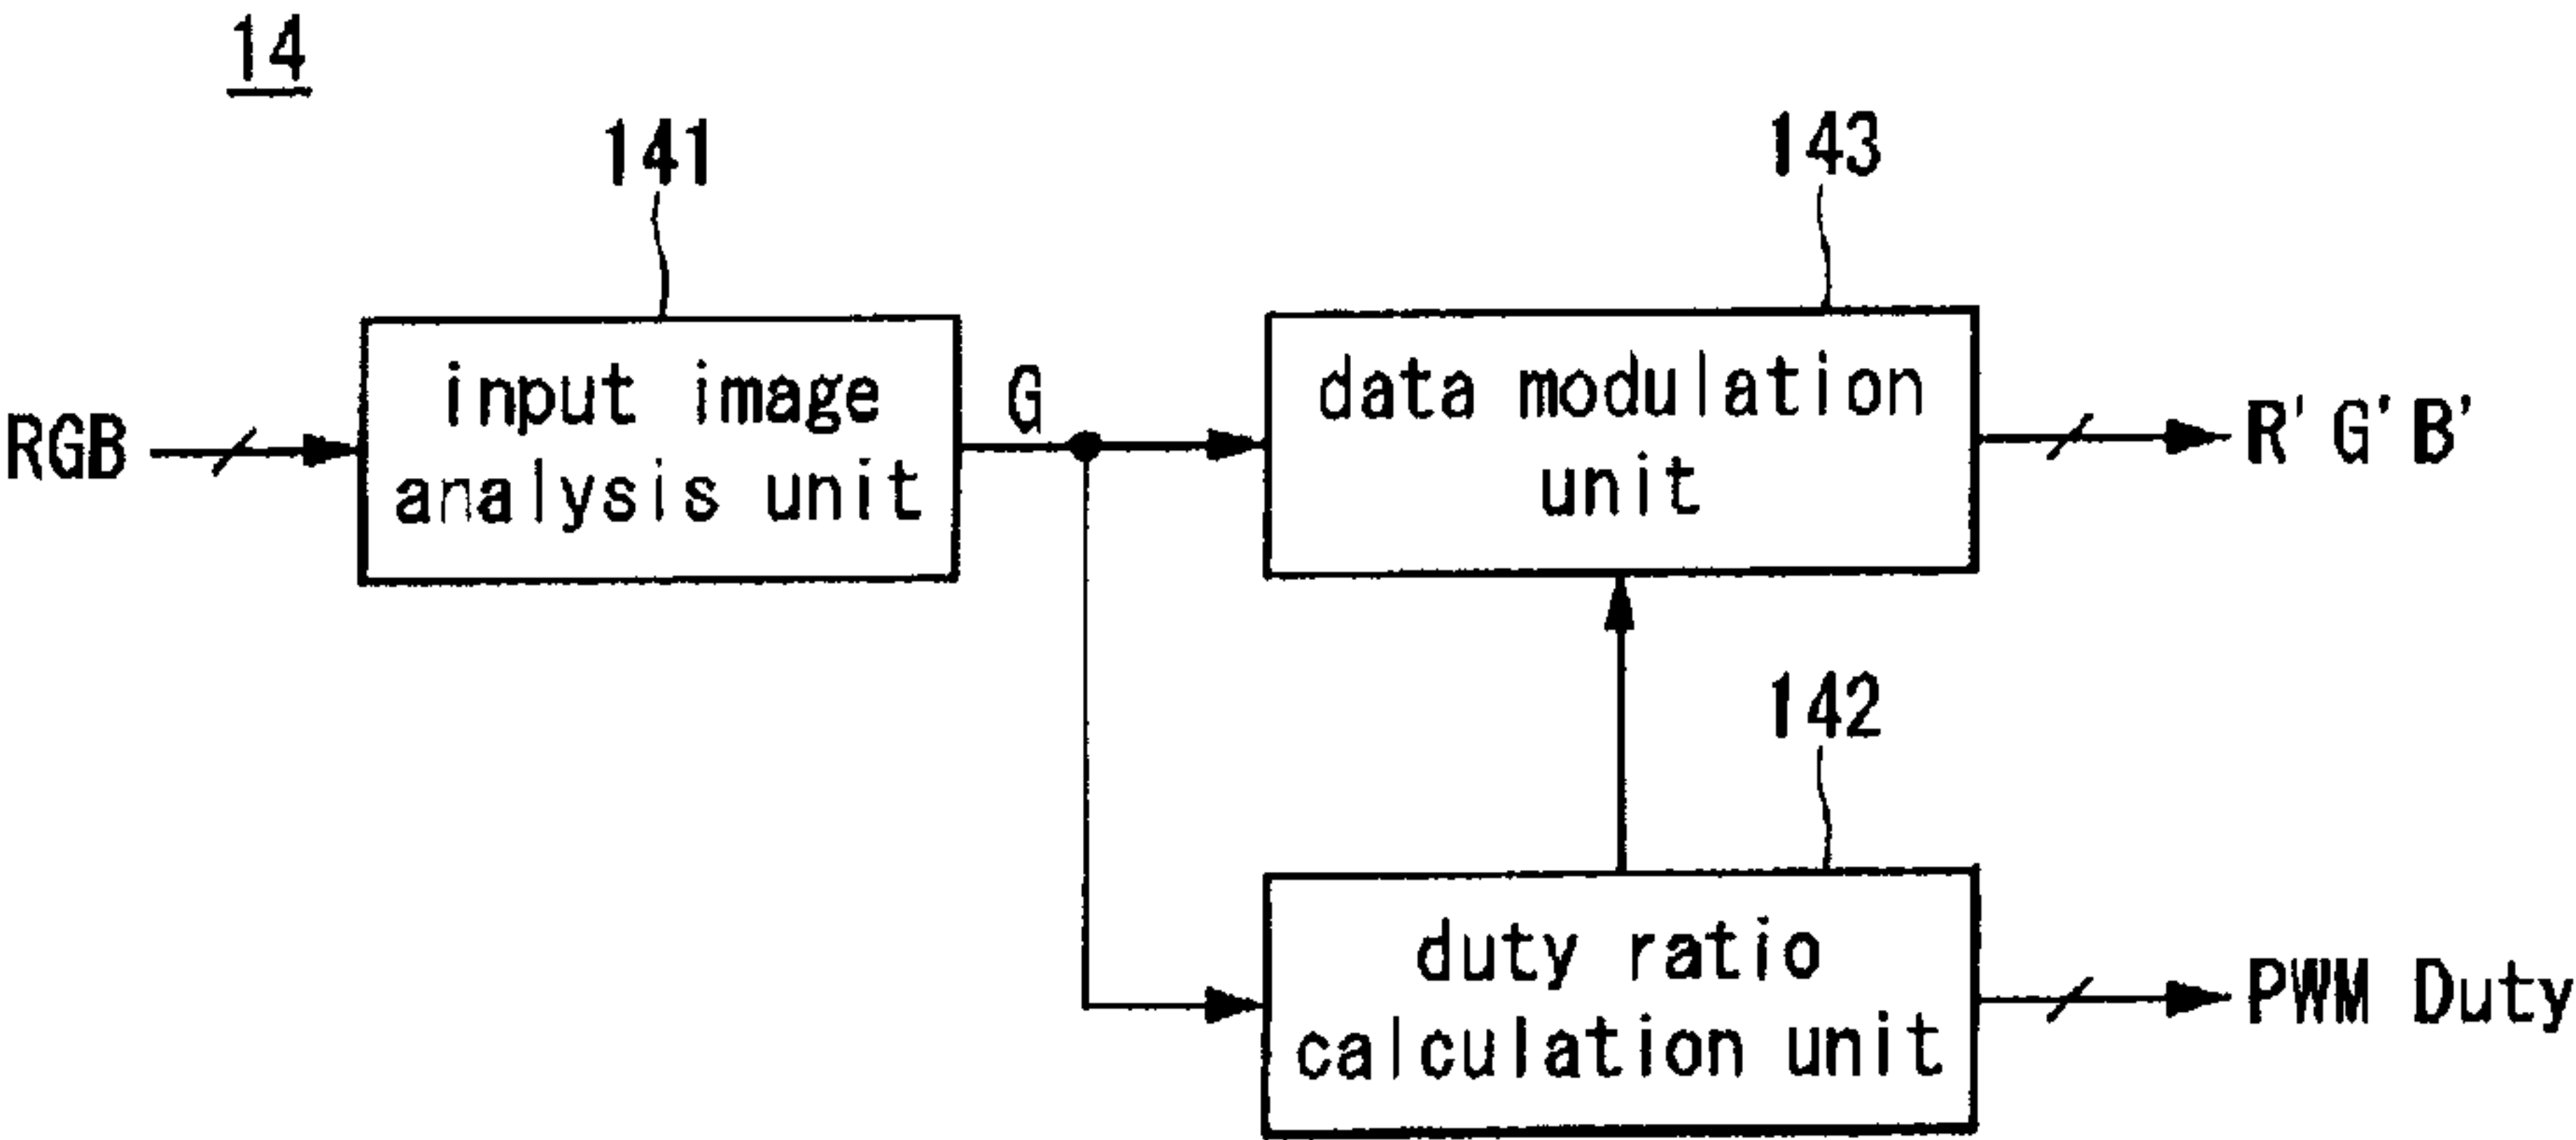 14
141
143
input image
analysis unit
G
data modulation
unit
RGB
R' G' B'
142
duty ratio
calculation unit
PWM Duty